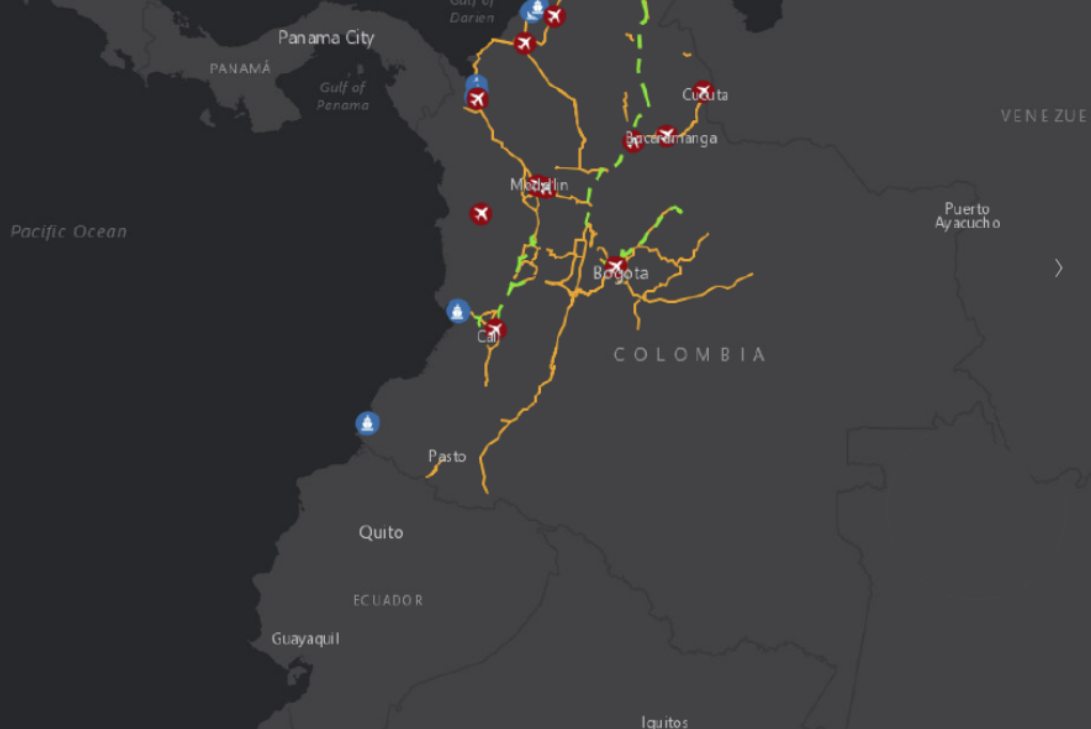 Gulf of
Darien
Panama City
PANAMÁ
Gulf of
Panama
Cucuta
VENEZUE
Bucaramanga
Medellin
Puerto
Ayacucho
Pacific Ocean
Bogota
Cali
COLOMBIA
Pasto
Quito
ECUADOR
Guayaquil
Iquitos